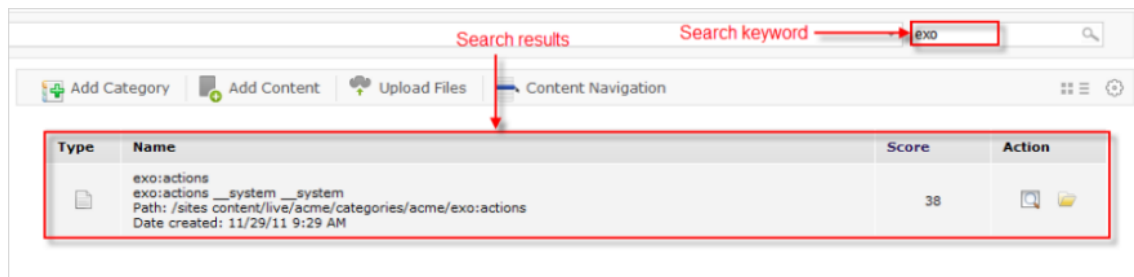 Search results
Search keyword
exo
Add Category Add Content Upload Files Content Navigation
Type Name Score Action
exo:actions
exo:actions __system __system
Path: /sites content/live/acme/categories/acme/exo:actions
Date created: 11/29/11 9:29 AM
38